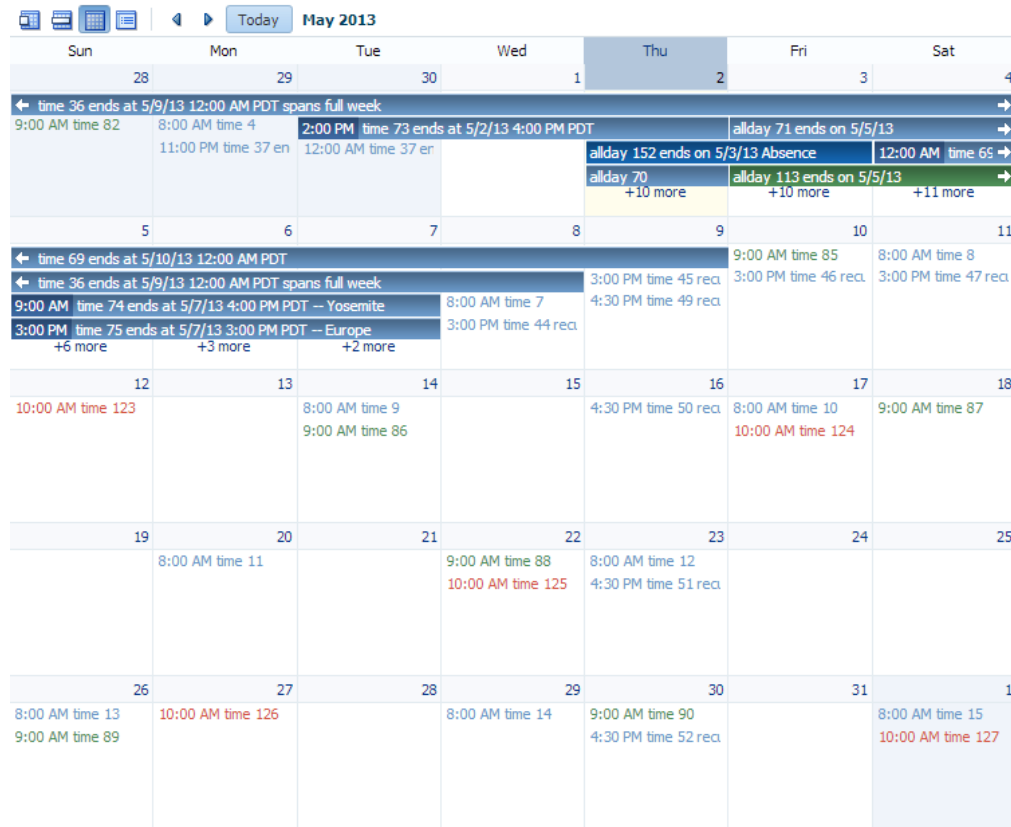 Today May 2013
Sun Mon Tue Wed Thu Fri Sat
28 29 30 1 2 3 4
time 36 ends at 5/9/13 12:00 AM PDT spans full week
9:00 AM time 82 8:00 AM time 4 2:00 PM time 73 ends at 5/2/13 4:00 PM PDT allday 71 ends on 5/5/13
11:00 PM time 37 en 12:00 AM time 37 er allday 152 ends on 5/3/13 Absence 12:00 AM time 69
allday 70 allday 113 ends on 5/5/13
+10 more +10 more +11 more
5 6 7 8 9 10 11
time 69 ends at 5/10/13 12:00 AM PDT 9:00 AM time 85 8:00 AM time 8
time 36 ends at 5/9/13 12:00 AM PDT spans full week 3:00 PM time 45 recu 3:00 PM time 46 recu 3:00 PM time 47 recu
9:00 AM time 74 ends at 5/7/13 4:00 PM PDT -- Yosemite 8:00 AM time 7 4:30 PM time 49 recu
3:00 PM time 75 ends at 5/7/13 3:00 PM PDT -- Europe 3:00 PM time 44 recu
+6 more +3 more +2 more
12 13 14 15 16 17 18
10:00 AM time 123 8:00 AM time 9 4:30 PM time 50 recu 8:00 AM time 10 9:00 AM time 87
9:00 AM time 86 10:00 AM time 124
19 20 21 22 23 24 25
8:00 AM time 11 9:00 AM time 88 8:00 AM time 12
10:00 AM time 125 4:30 PM time 51 recu
26 27 28 29 30 31 1
8:00 AM time 13 10:00 AM time 126 8:00 AM time 14 9:00 AM time 90 8:00 AM time 15
9:00 AM time 89 4:30 PM time 52 recu 10:00 AM time 127